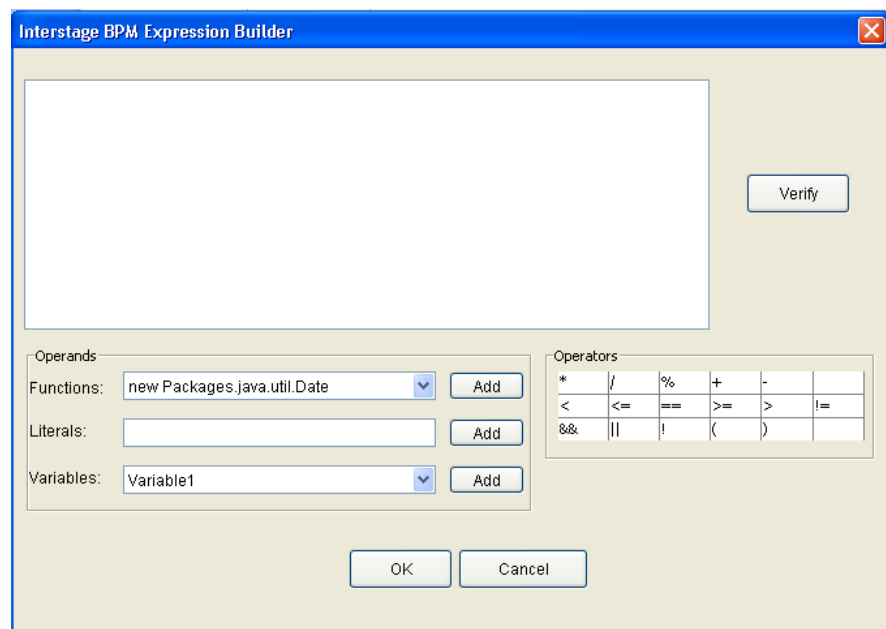 Interstage BPM Expression Builder
Verify
Operands
Functions: new Packages.java.util.Date Add
Literals: Add
Variables: Variable1 Add
Operators
* / % + -
< <= == >= > !=
&& || ! ( )
OK Cancel